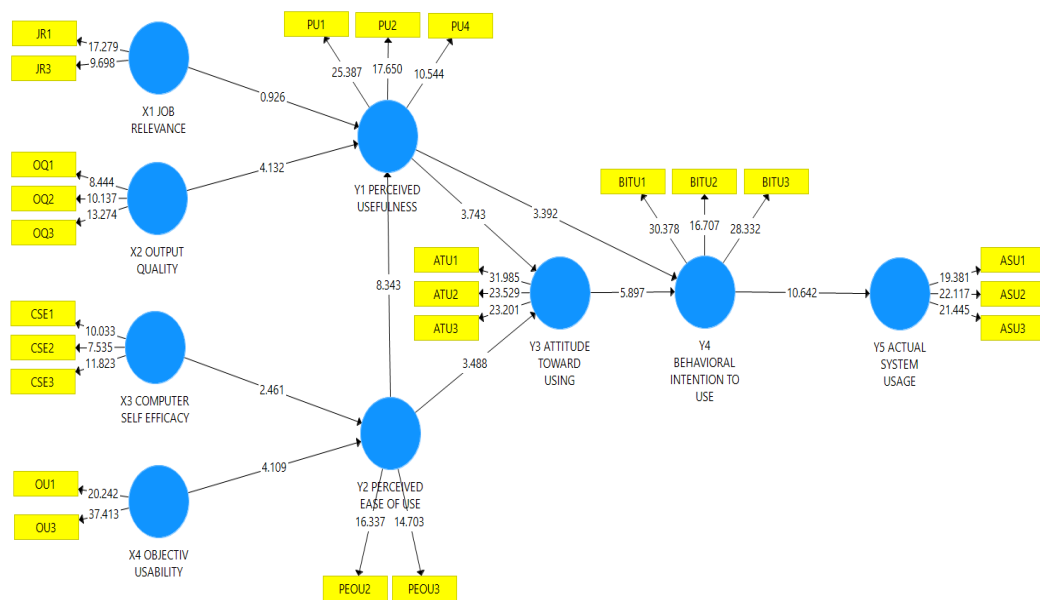 JR1
17.279
9.698
JR3
X1 JOB
RELEVANCE
PU1
PU2
PU4
25.387
17.650
10.544
0.926
OQ1
8.444
OQ2
10.137
13.274
OQ3
X2 OUTPUT
QUALITY
4.132
Y1 PERCEIVED
USEFULNESS
BITU1
BITU2
BITU3
30.378
16.707
28.332
3.743
3.392
8.343
ATU1
31.985
ATU2
23.529
23.201
ATU3
Y3 ATTITUDE
TOWARD
USING
5.897
Y4
BEHAVIORAL
INTENTION TO
USE
10.642
ASU1
19.381
22.117
ASU2
21.445
ASU3
Y5 ACTUAL
SYSTEM
USAGE
CSE1
10.033
CSE2
7.535
11.823
CSE3
X3 COMPUTER
SELF EFFICACY
2.461
3.488
4.109
Y2 PERCEIVED
EASE OF USE
16.337
14.703
OU1
20.242
37.413
OU3
X4 OBJECTIV
USABILITY
PEOU2
PEOU3